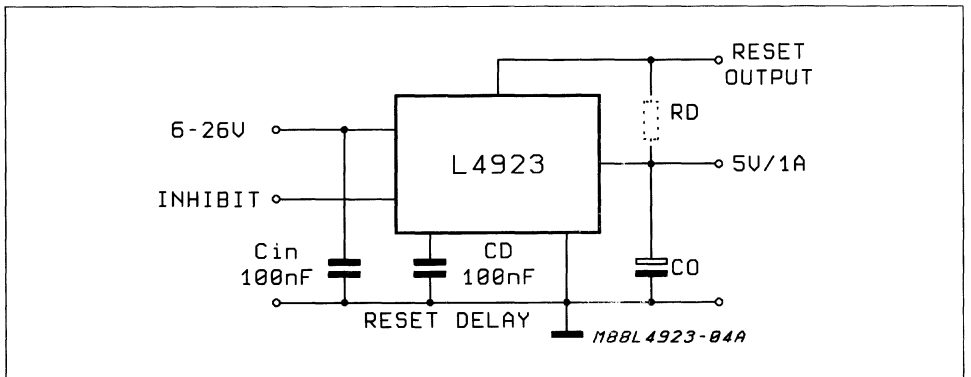 RESET
OUTPUT
RD
6-26V
L4923
5V/1A
INHIBIT
Cin
100nF
CD
100nF
CO
RESET DELAY
M88L4923-04A